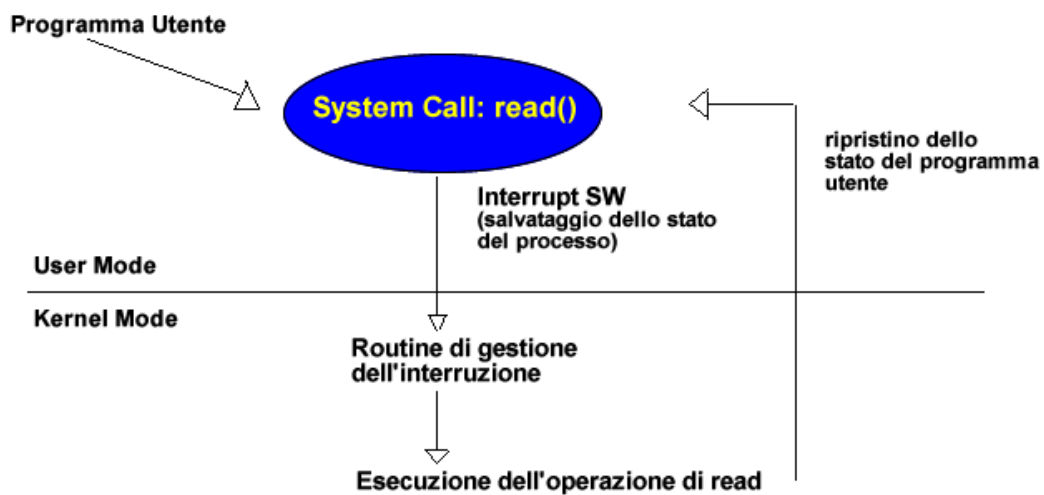 Programma Utente
System Call: read()
ripristino dello
stato del programma
utente
Interrupt SW
(salvataggio dello stato
del processo)
User Mode
Kernel Mode
Routine di gestione
dell'interruzione
Esecuzione dell'operazione di read